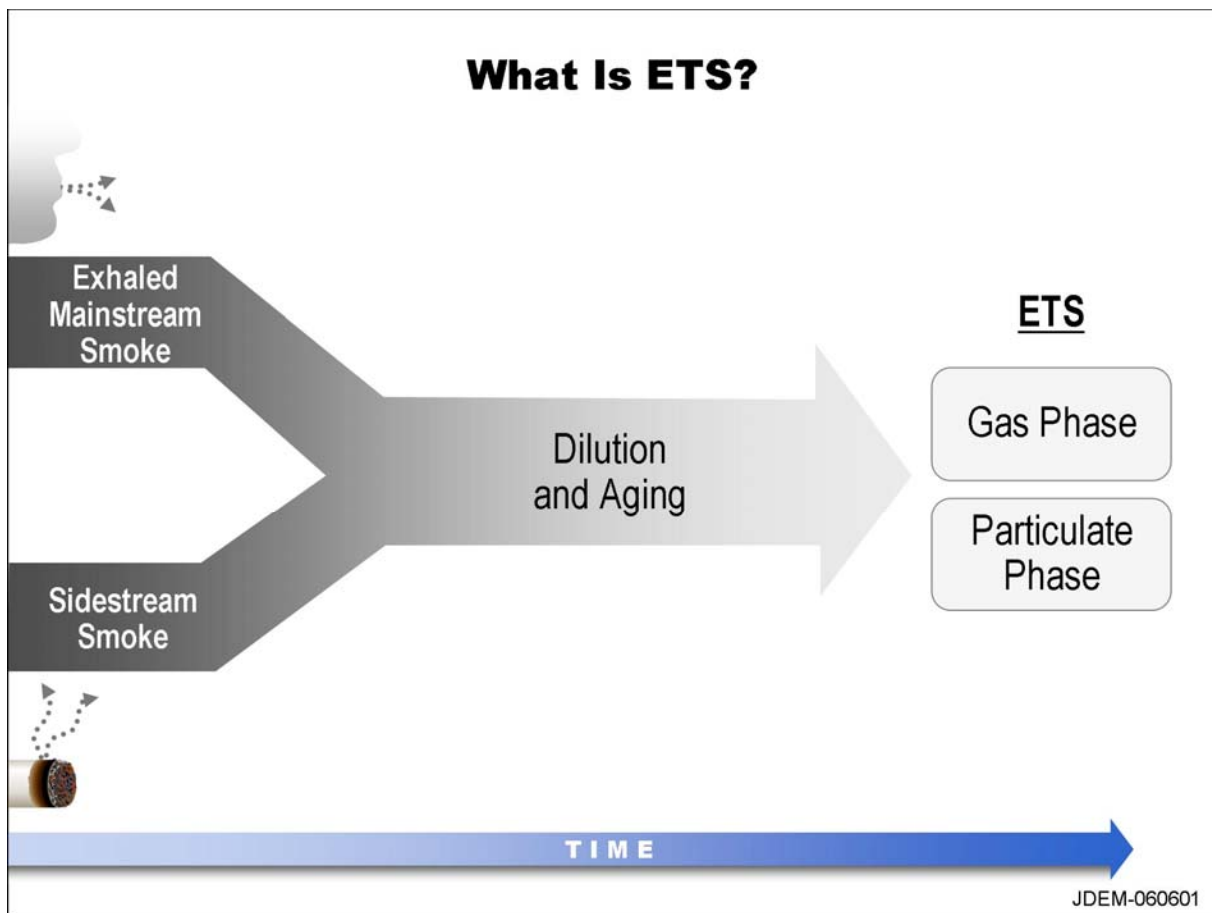 What Is ETS?
Exhaled
Mainstream
Smoke
ETS
Gas Phase
Dilution
and Aging
Particulate
Phase
Sidestream
Smoke
TIME
JDEM-060601